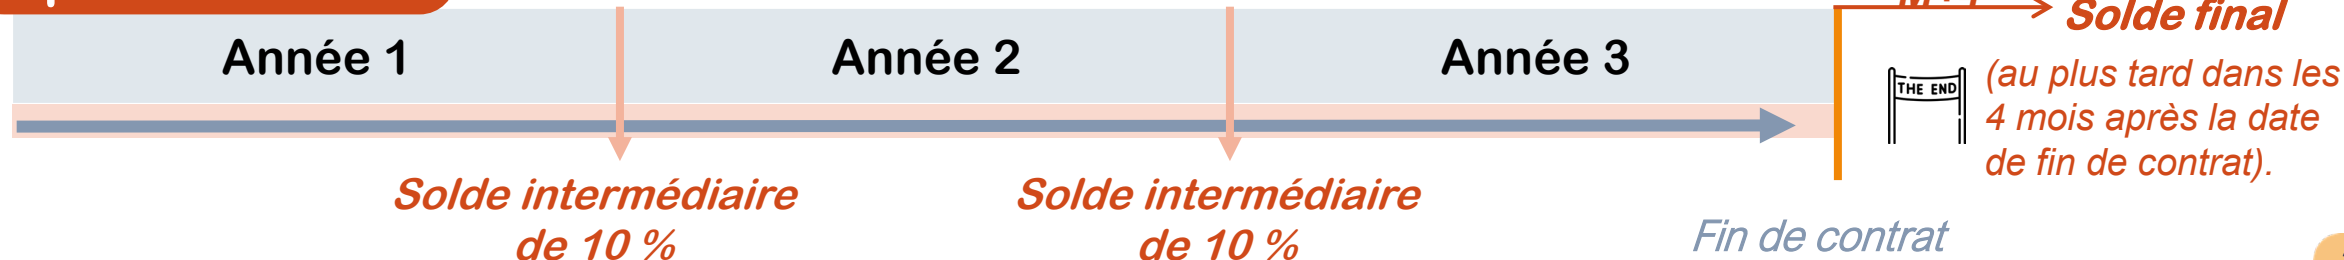 Solde final
Année 1
Année 2
Année 3
THE END
(au plus tard dans les
4 mois après la date
de fin de contrat).
Solde intermédiaire
de 10 %
Solde intermédiaire
de 10 %
Fin de contrat